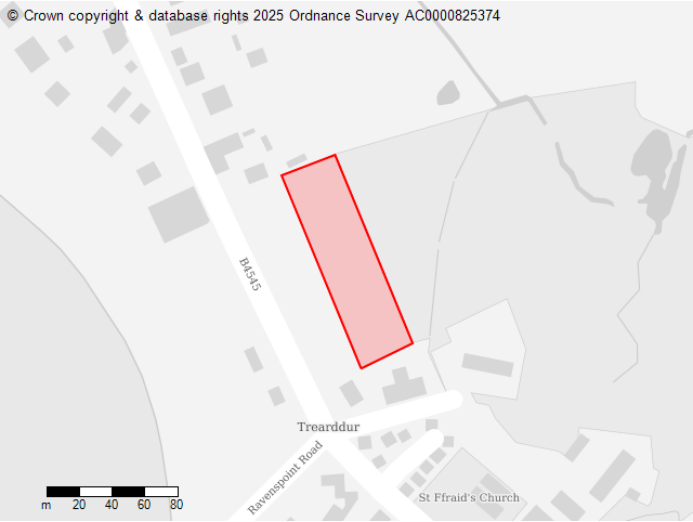 © Crown copyright & database rights 2025 Ordnance Survey AC0000825374
B4545
Trearddur
Ravenspoint Road
St Ffraid's Church
m 20 40 60 80